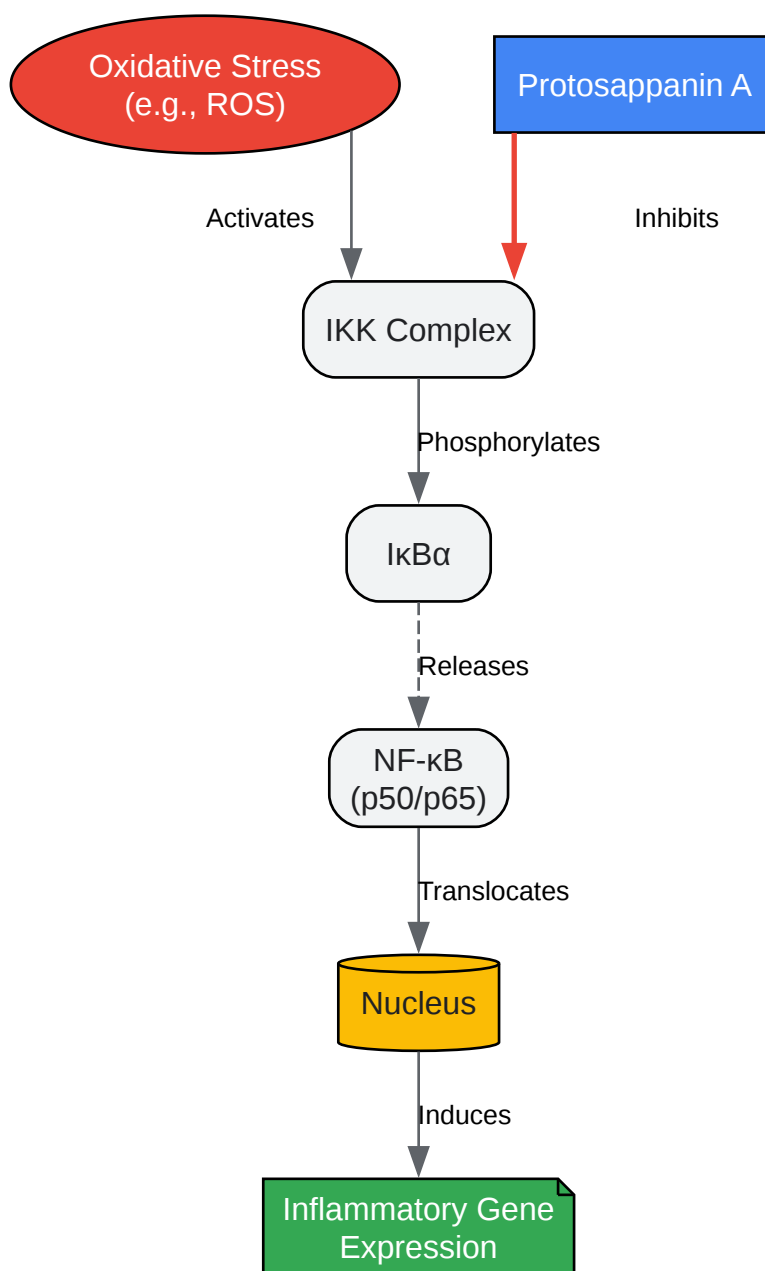 Oxidative Stress
(e.g., ROS)
Protosappanin A
Activates
Inhibits
IKK Complex
Phosphorylates
IκBα
Releases
NF-κB
(p50/p65)
Translocates
Nucleus
Induces
Inflammatory Gene
Expression